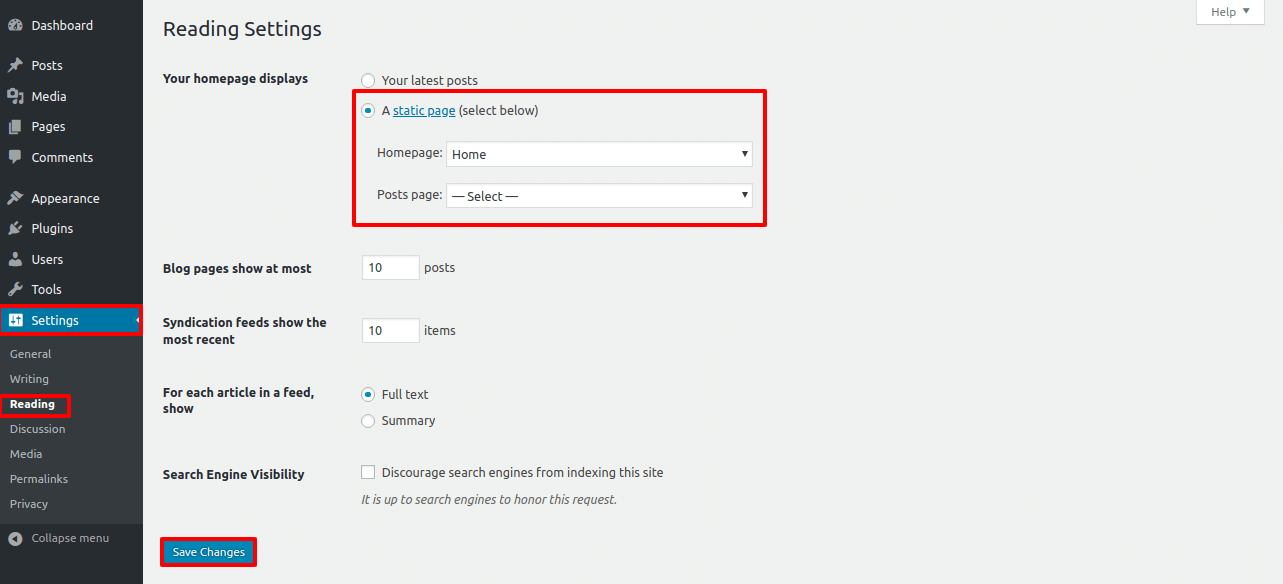 Dashboard
Posts
Media
Pages
Comments
Appearance
Plugins
Users
Tools
Settings
General
Writing
Reading
Discussion
Media
Permalinks
Privacy
Collapse menu
Help
Reading Settings
Your homepage displays
Your latest posts
A static page (select below)
Homepage: Home
Posts page: — Select —
Blog pages show at most
10 posts
Syndication feeds show the
most recent
10 items
For each article in a feed,
show
Full text
Summary
Search Engine Visibility
Discourage search engines from indexing this site
It is up to search engines to honor this request.
Save Changes